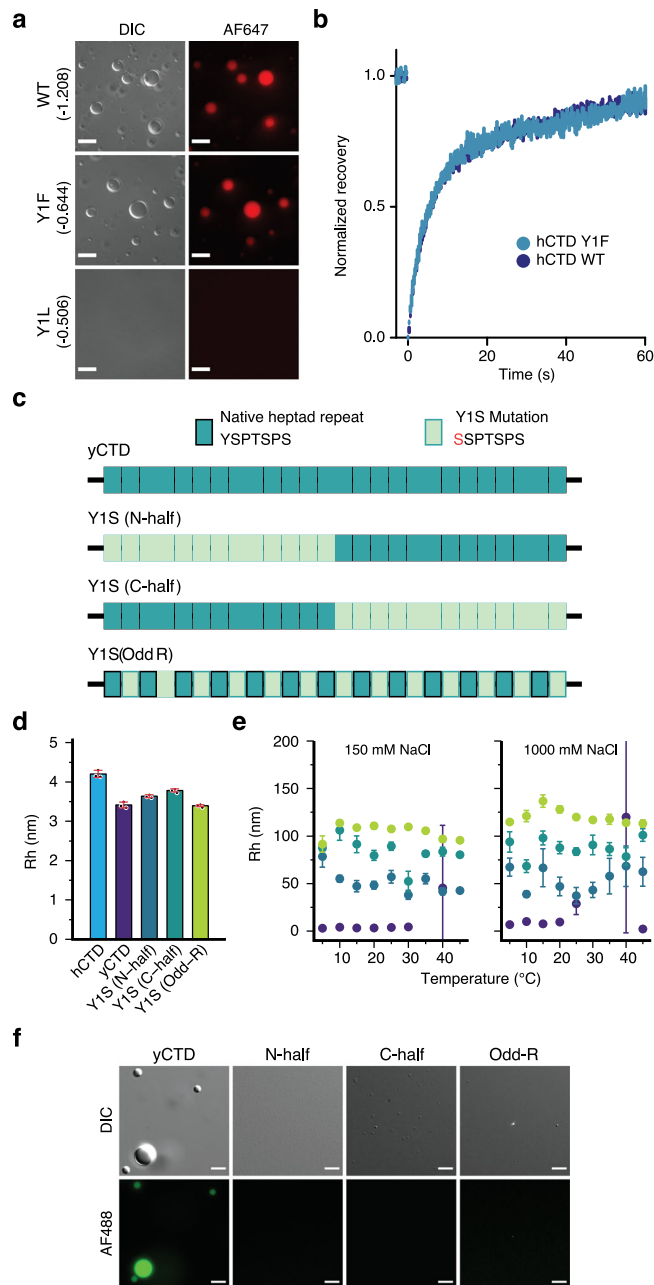 a
DIC
AF647
WT
(-1.208)
Y1F
(-0.644)
Y1L
(-0.506)
b
Normalized recovery
1.0
0.5
0.0
hCTD Y1F
hCTD WT
0
20
40
60
Time (s)
c
Native heptad repeat
YSPTSPS
Y1S Mutation
SSPTSPS
yCTD
Y1S (N-half)
Y1S (C-half)
Y1S(Odd R)
d
Rh (nm)
5
4
3
2
1
0
hCTD
yCTD
Y1S (N-half)
Y1S (C-half)
Y1S (Odd-R)
e
Rh (nm)
200
150
100
50
0
150 mM NaCl
1000 mM NaCl
10
20
30
40
10
20
30
40
Temperature (°C)
f
yCTD
N-half
C-half
Odd-R
DIC
AF488